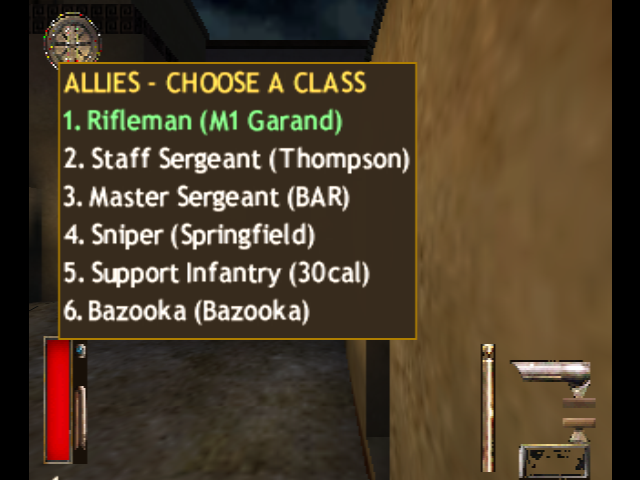 ALLIES - CHOOSE A CLASS
1. Rifleman (M1 Garand)
2. Staff Sergeant (Thompson)
3. Master Sergeant (BAR)
4. Sniper (Springfield)
5. Support Infantry (30cal)
6. Bazooka (Bazooka)